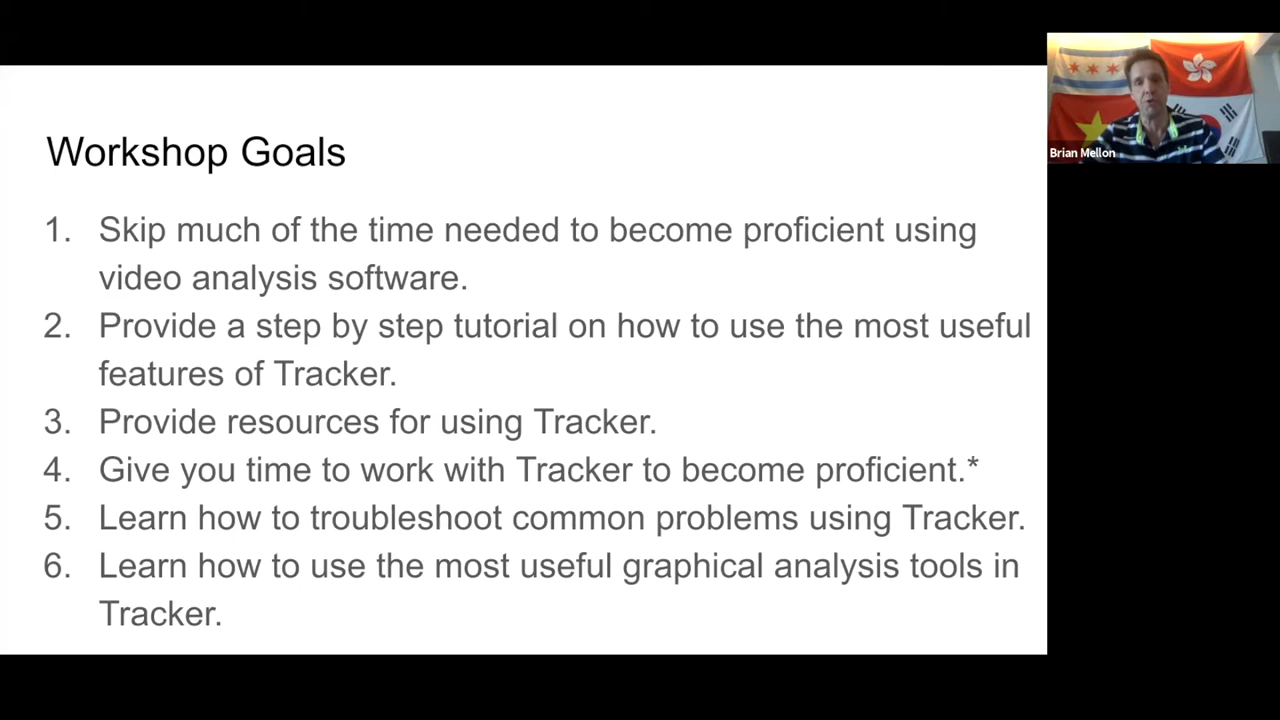 Workshop Goals
1. Skip much of the time needed to become proficient using
video analysis software.
2. Provide a step by step tutorial on how to use the most useful
features of Tracker.
3. Provide resources for using Tracker.
4. Give you time to work with Tracker to become proficient.*
5. Learn how to troubleshoot common problems using Tracker.
6. Learn how to use the most useful graphical analysis tools in
Tracker.
Brian Mellon